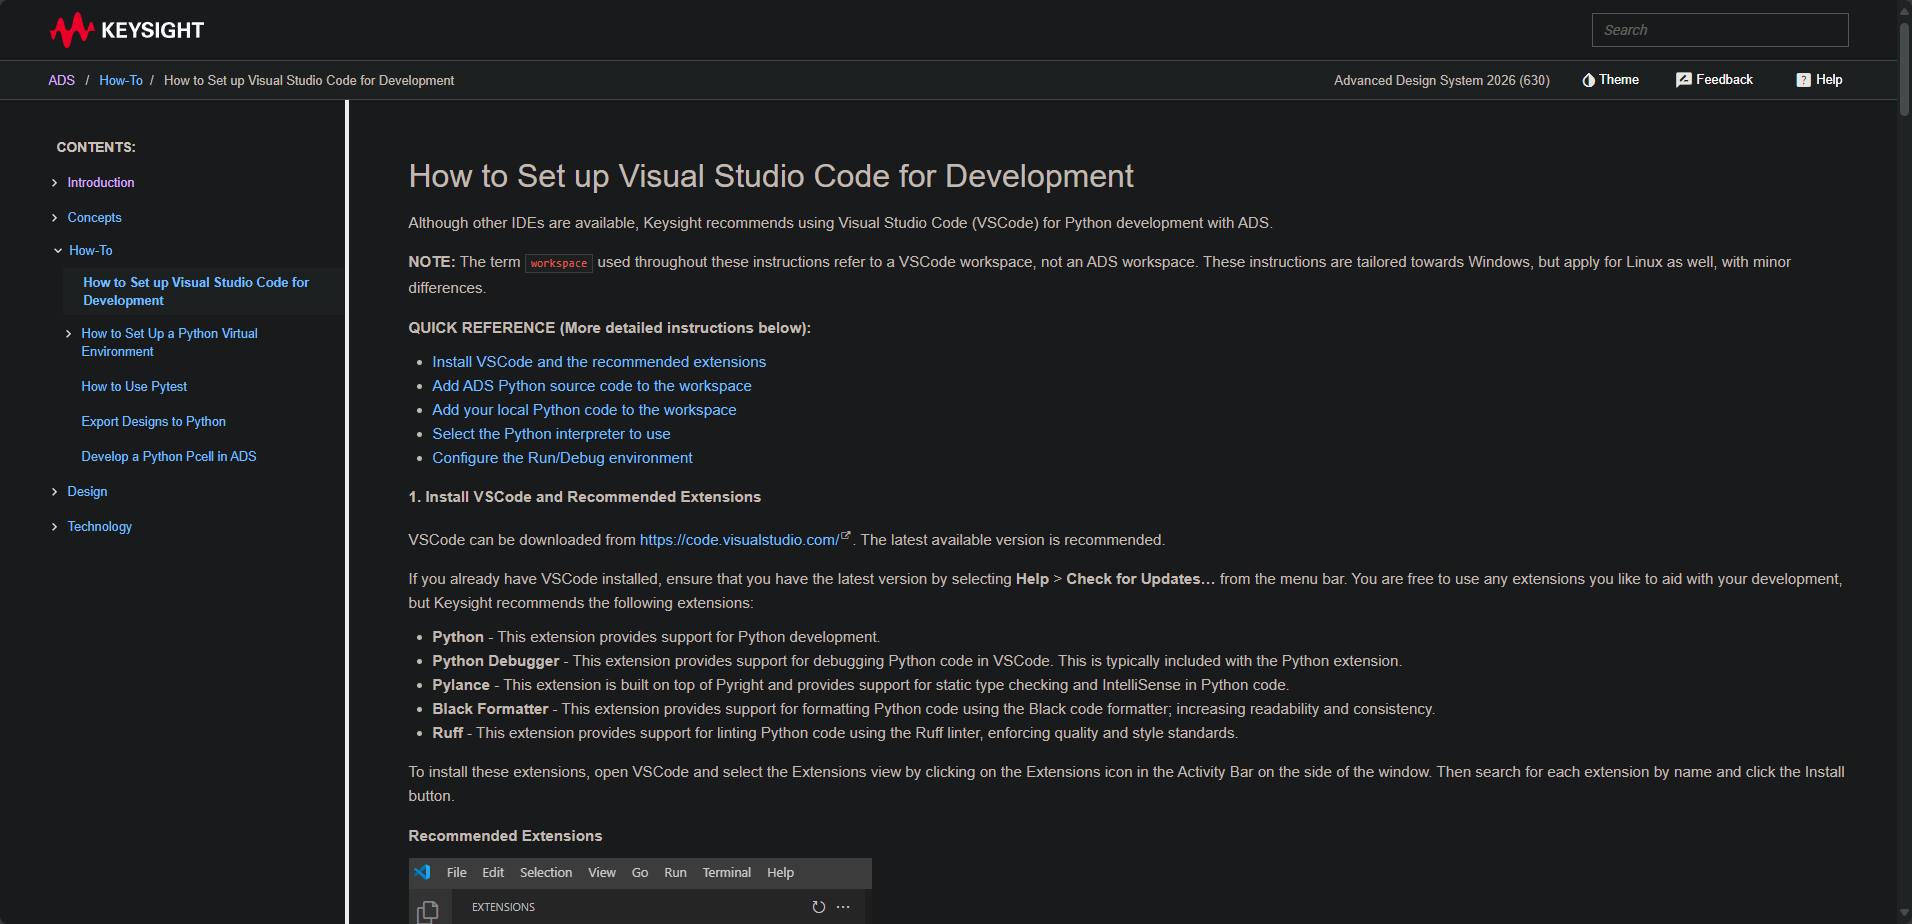 KEYSIGHT
Search
ADS / How-To / How to Set up Visual Studio Code for Development
Advanced Design System 2026 (630)
Theme
Feedback
Help
CONTENTS:
Introduction
Concepts
How-To
How to Set up Visual Studio Code for
Development
How to Set Up a Python Virtual
Environment
How to Use Pytest
Export Designs to Python
Develop a Python Pcell in ADS
Design
Technology
How to Set up Visual Studio Code for Development
Although other IDEs are available, Keysight recommends using Visual Studio Code (VSCode) for Python development with ADS.
NOTE: The term workspace used throughout these instructions refer to a VSCode workspace, not an ADS workspace. These instructions are tailored towards Windows, but apply for Linux as well, with minor
differences.
QUICK REFERENCE (More detailed instructions below):
• Install VSCode and the recommended extensions
• Add ADS Python source code to the workspace
• Add your local Python code to the workspace
• Select the Python interpreter to use
• Configure the Run/Debug environment
1. Install VSCode and Recommended Extensions
VSCode can be downloaded from https://code.visualstudio.com/. The latest available version is recommended.
If you already have VSCode installed, ensure that you have the latest version by selecting Help > Check for Updates... from the menu bar. You are free to use any extensions you like to aid with your development,
but Keysight recommends the following extensions:
• Python - This extension provides support for Python development.
• Python Debugger - This extension provides support for debugging Python code in VSCode. This is typically included with the Python extension.
• Pylance - This extension is built on top of Pyright and provides support for static type checking and IntelliSense in Python code.
• Black Formatter - This extension provides support for formatting Python code using the Black code formatter; increasing readability and consistency.
• Ruff - This extension provides support for linting Python code using the Ruff linter, enforcing quality and style standards.
To install these extensions, open VSCode and select the Extensions view by clicking on the Extensions icon in the Activity Bar on the side of the window. Then search for each extension by name and click the Install
button.
Recommended Extensions
File Edit Selection View Go Run Terminal Help
EXTENSIONS